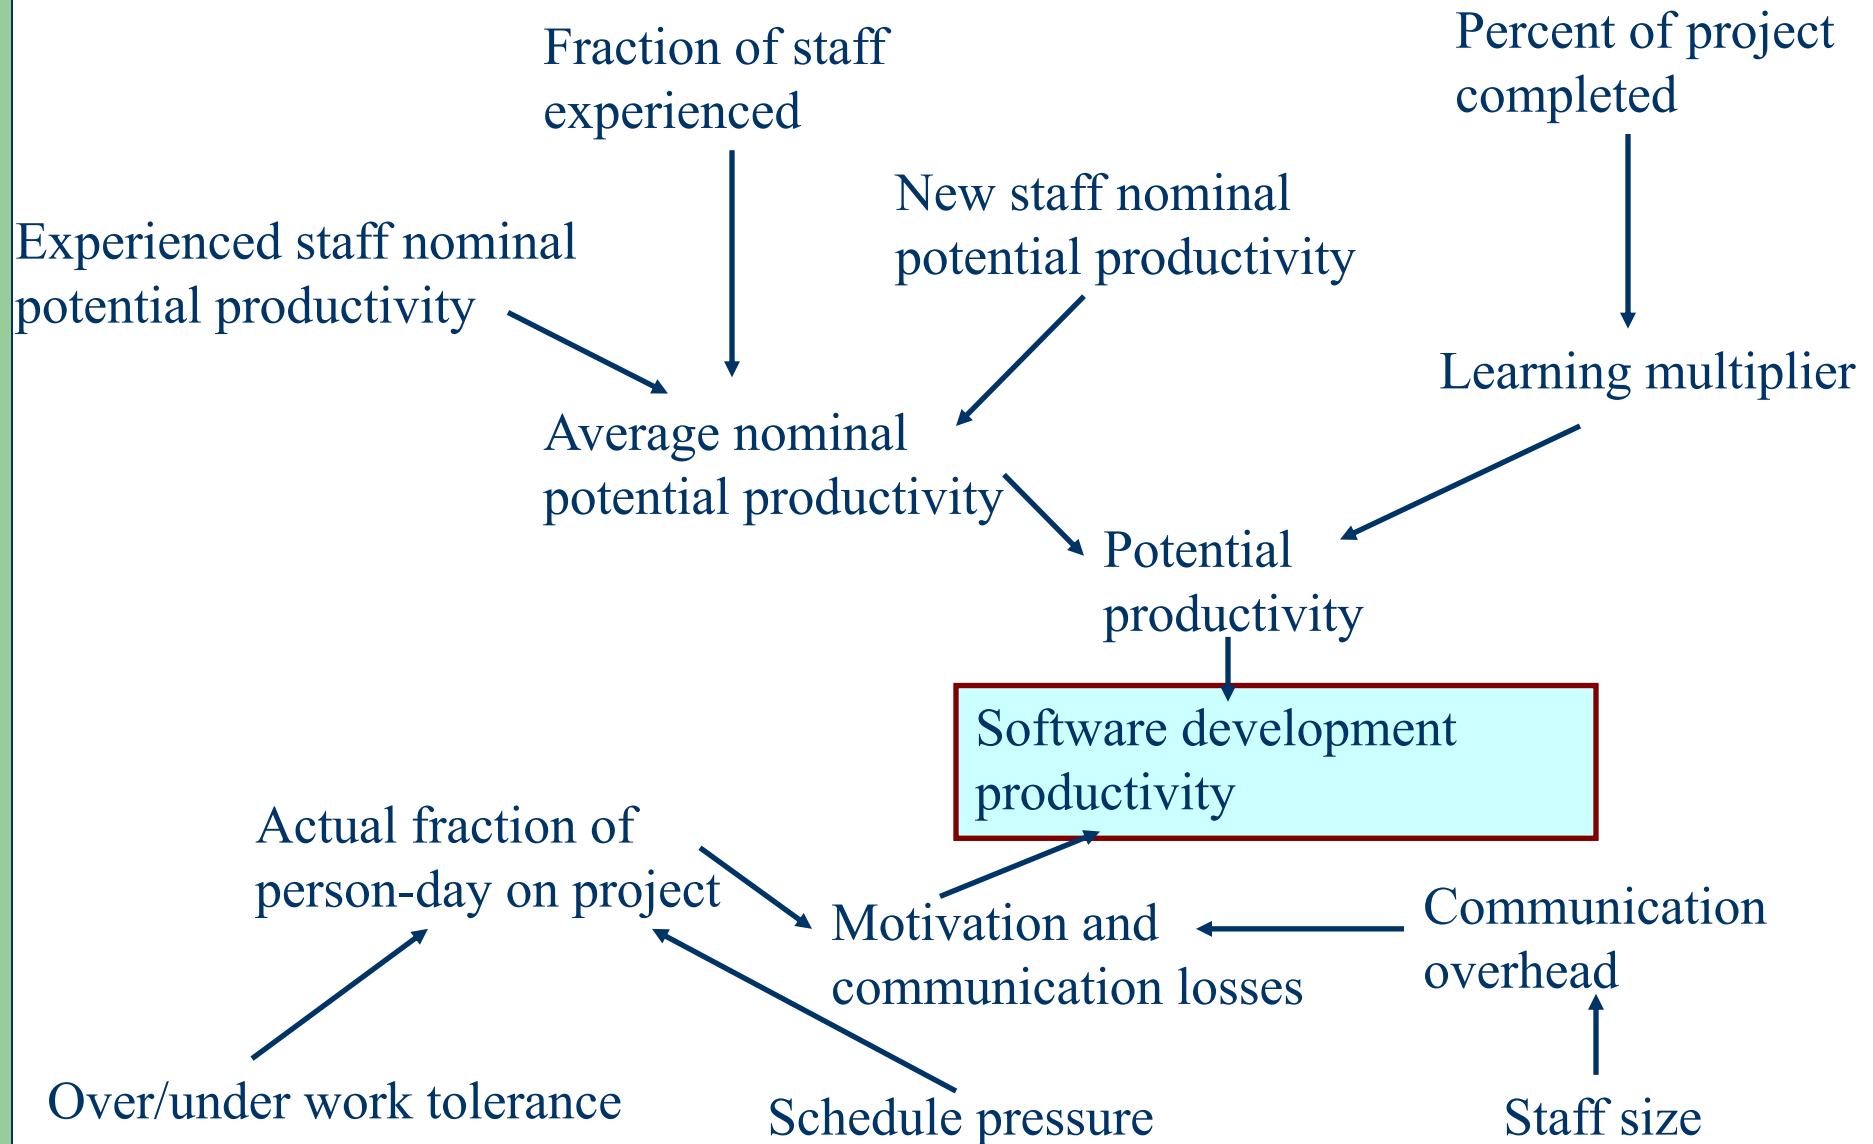 Fraction of staff
experienced
Percent of project
completed
New staff nominal
potential productivity
Experienced staff nominal
potential productivity
Learning multiplier
Average nominal
potential productivity
Potential
productivity
Software development
productivity
Actual fraction of
person-day on project
Motivation and
communication losses
Communication
overhead
Over/under work tolerance
Schedule pressure
Staff size